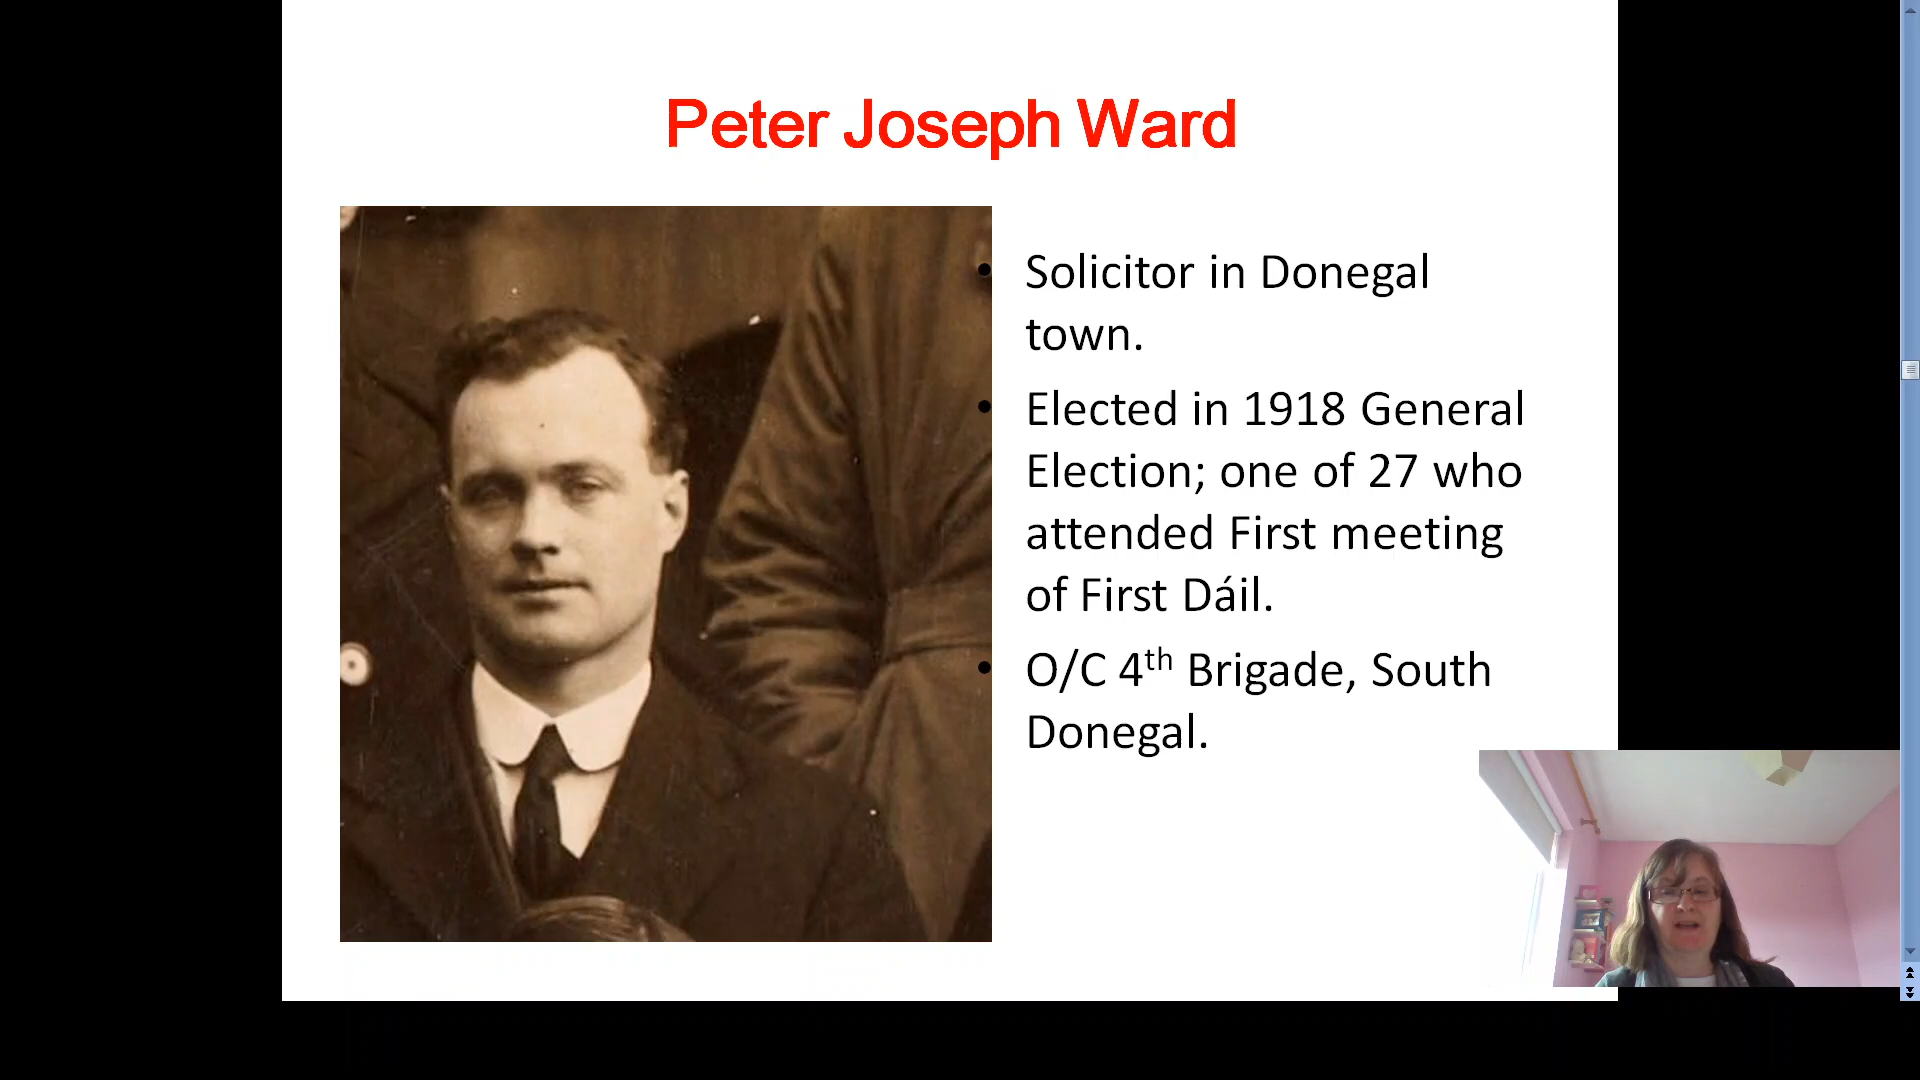 Peter Joseph Ward
• Solicitor in Donegal
town.
• Elected in 1918 General
Election; one of 27 who
attended First meeting
of First Dáil.
• O/C 4th Brigade, South
Donegal.